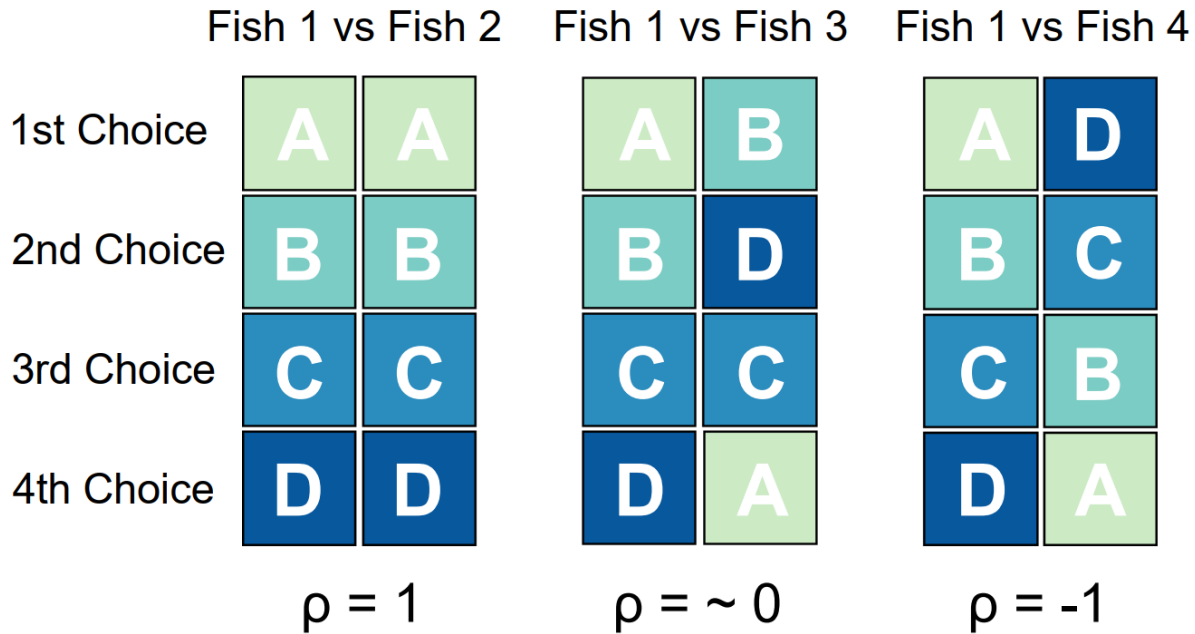 Fish 1 vs Fish 2 Fish 1 vs Fish 3 Fish 1 vs Fish 4
1st Choice A A A B A D
2nd Choice B B B D B C
3rd Choice C C C C C B
4th Choice D D D A D A
ρ = 1 ρ = ~ 0 ρ = -1